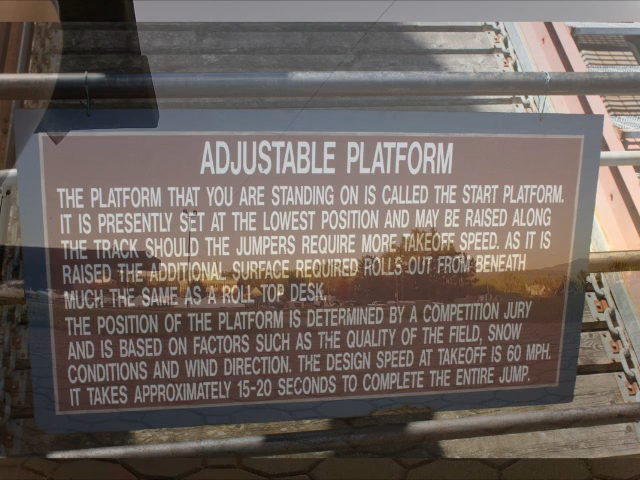 ADJUSTABLE PLATFORM
THE PLATFORM THAT YOU ARE STANDING ON IS CALLED THE START PLATFORM.
IT IS PRESENTLY SET AT THE LOWEST POSITION AND MAY BE RAISED ALONG
THE TRACK SHOULD THE JUMPERS REQUIRE MORE TAKEOFF SPEED. AS IT IS
RAISED THE ADDITIONAL SURFACE REQUIRED ROLLS OUT FROM BENEATH
MUCH THE SAME AS A ROLL TOP DESK.
THE POSITION OF THE PLATFORM IS DETERMINED BY A COMPETITION JURY
AND IS BASED ON FACTORS SUCH AS THE QUALITY OF THE FIELD, SNOW
CONDITIONS AND WIND DIRECTION. THE DESIGN SPEED AT TAKEOFF IS 60 MPH.
IT TAKES APPROXIMATELY 15-20 SECONDS TO COMPLETE THE ENTIRE JUMP.